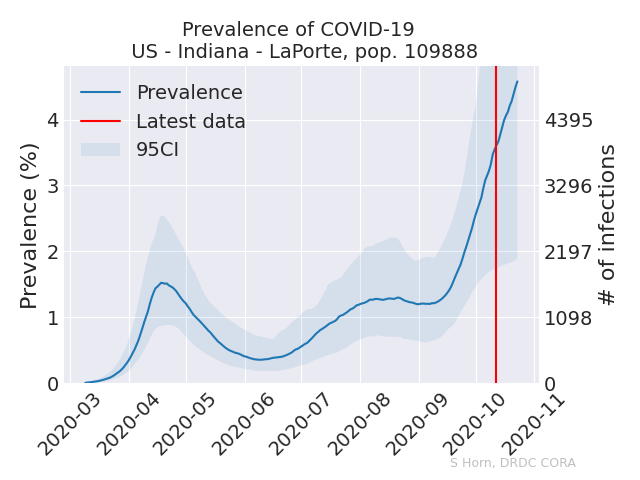 Prevalence of COVID-19
US - Indiana - LaPorte, pop. 109888
Prevalence
Latest data
95CI
Prevalence (%)
4
3
2
1
0
4395
3296
2197
1098
0
# of infections
2020-03
2020-04
2020-05
2020-06
2020-07
2020-08
2020-09
2020-10
2020-11
S Horn, DRDC CORA